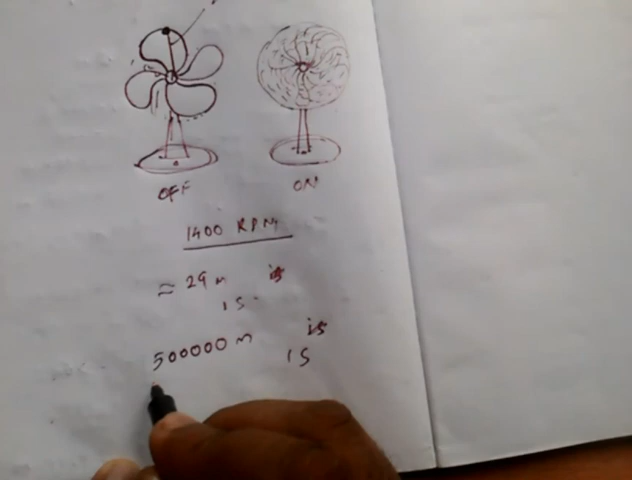 OFF ON
1400 RPM
≈ 29 m is
1 S
500000 m is
1 S